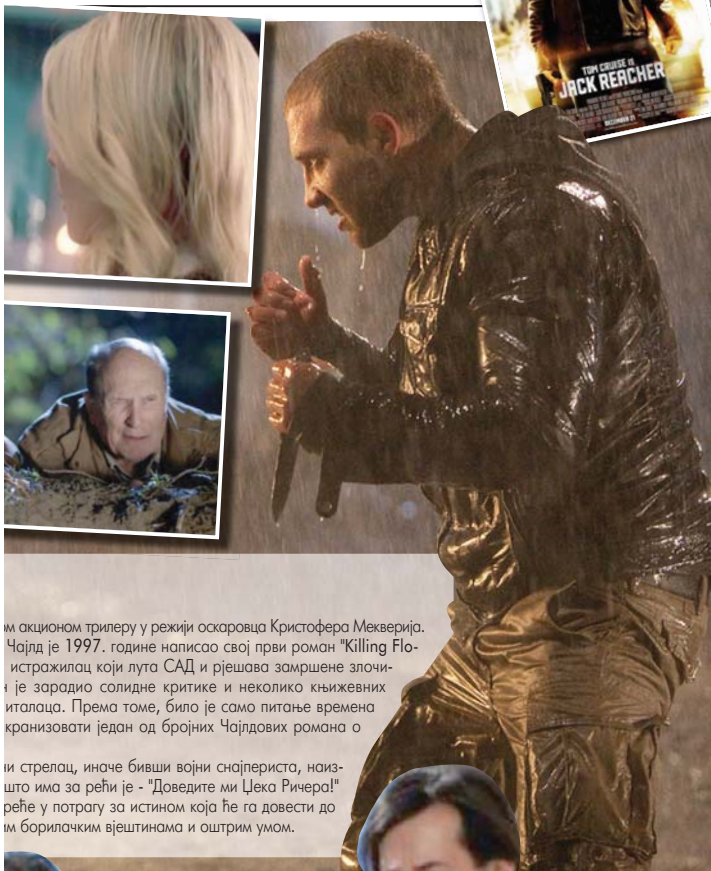 TOM CRUISE IS
JACK REACHER
DECEMBER 21
ом акционом трилеру у режији оскаровца Кристофера Мекверија.
Чајлд је 1997. године написао свој први роман "Killing Flo-
истражилац који лута САД и рјешава замршене злочи-
н је зарадио солидне критике и неколико књижевних
италаца. Према томе, било је само питање времена
кранизовати један од бројних Чајлдових романа о
ни стрелац, иначе бивши војни снајпериста, наиз-
што има за рећи је - "Доведите ми Џека Ричера!"
реће у потрагу за истином која ће га довести до
им борилачким вјештинама и оштрим умом.